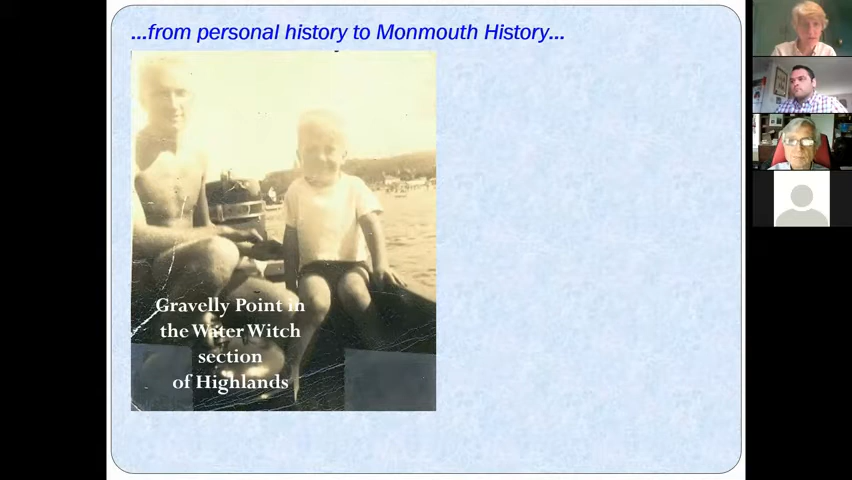 ...from personal history to Monmouth History...
Gravelly Point in
the Water Witch
section
of Highlands